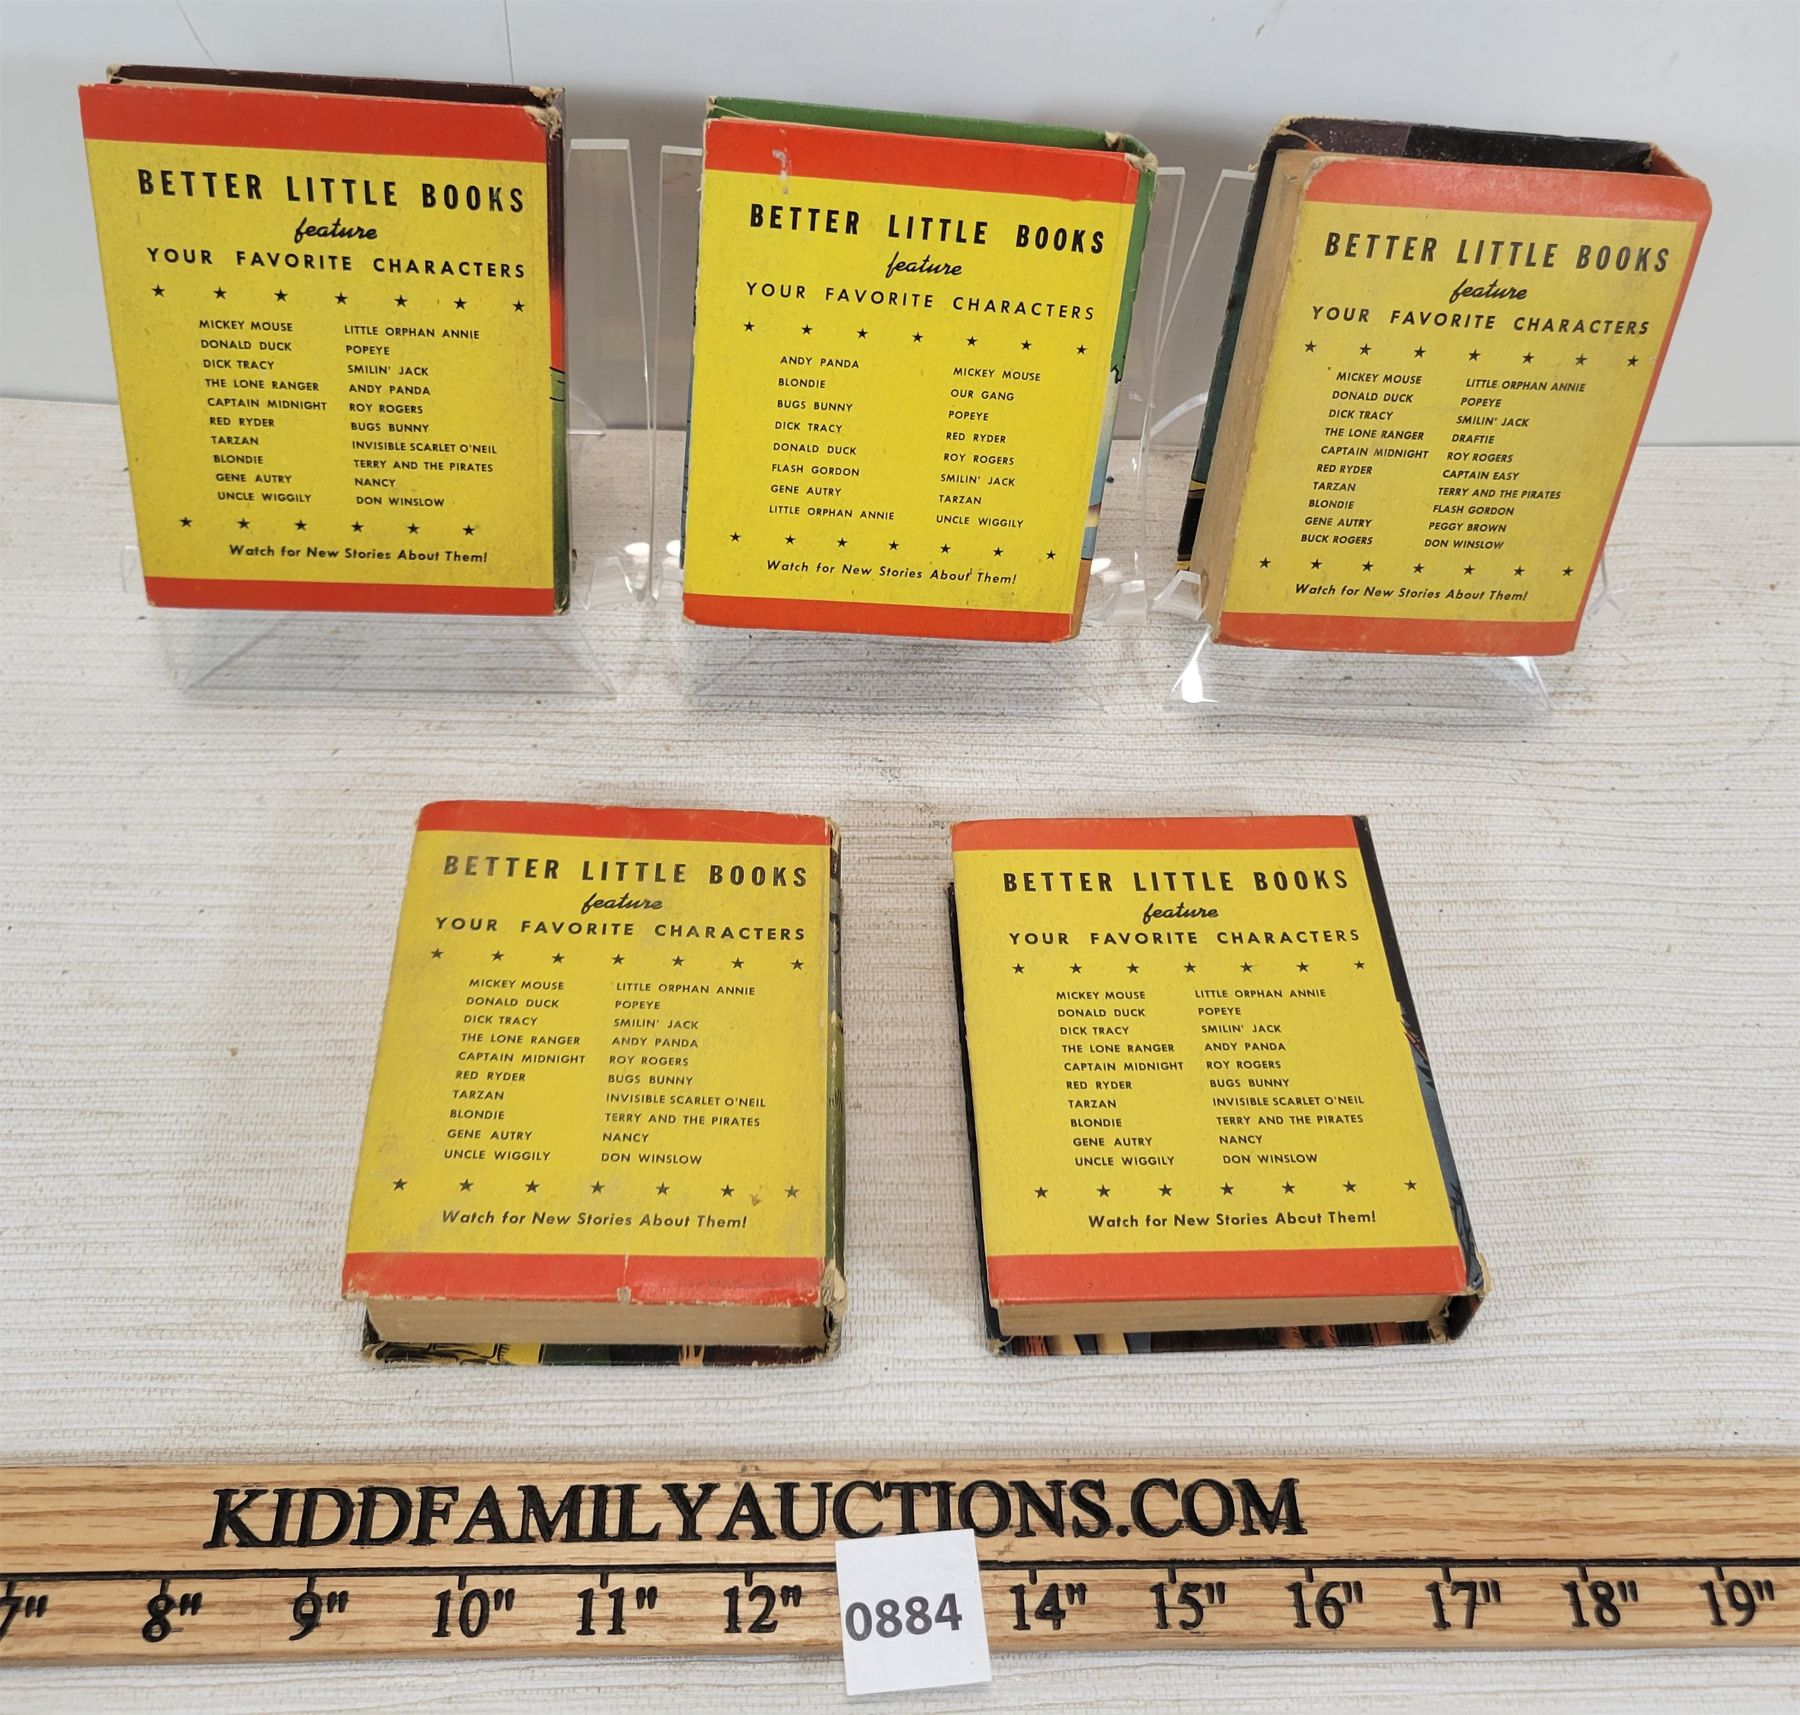 BETTER LITTLE BOOKS
feature
YOUR FAVORITE CHARACTERS
MICKEY MOUSE
DONALD DUCK
DICK TRACY
THE LONE RANGER
CAPTAIN MIDNIGHT
RED RYDER
TARZAN
BLONDIE
GENE AUTRY
UNCLE WIGGILY
LITTLE ORPHAN ANNIE
POPEYE
SMILIN' JACK
ANDY PANDA
ROY ROGERS
BUGS BUNNY
INVISIBLE SCARLET O'NEIL
TERRY AND THE PIRATES
NANCY
DON WINSLOW
Watch for New Stories About Them!
BETTER LITTLE BOOKS
feature
YOUR FAVORITE CHARACTERS
ANDY PANDA
BLONDIE
BUGS BUNNY
DICK TRACY
DONALD DUCK
FLASH GORDON
GENE AUTRY
LITTLE ORPHAN ANNIE
MICKEY MOUSE
OUR GANG
POPEYE
RED RYDER
ROY ROGERS
SMILIN' JACK
TARZAN
UNCLE WIGGILY
Watch for New Stories About Them!
BETTER LITTLE BOOKS
feature
YOUR FAVORITE CHARACTERS
MICKEY MOUSE
DONALD DUCK
DICK TRACY
THE LONE RANGER
CAPTAIN MIDNIGHT
RED RYDER
TARZAN
BLONDIE
GENE AUTRY
BUCK ROGERS
LITTLE ORPHAN ANNIE
POPEYE
SMILIN' JACK
DRAFTIE
ROY ROGERS
CAPTAIN EASY
TERRY AND THE PIRATES
FLASH GORDON
PEGGY BROWN
DON WINSLOW
Watch for New Stories About Them!
BETTER LITTLE BOOKS
feature
YOUR FAVORITE CHARACTERS
MICKEY MOUSE
DONALD DUCK
DICK TRACY
THE LONE RANGER
CAPTAIN MIDNIGHT
RED RYDER
TARZAN
BLONDIE
GENE AUTRY
UNCLE WIGGILY
LITTLE ORPHAN ANNIE
POPEYE
SMILIN' JACK
ANDY PANDA
ROY ROGERS
BUGS BUNNY
INVISIBLE SCARLET O'NEIL
TERRY AND THE PIRATES
NANCY
DON WINSLOW
Watch for New Stories About Them!
BETTER LITTLE BOOKS
feature
YOUR FAVORITE CHARACTERS
MICKEY MOUSE
DONALD DUCK
DICK TRACY
THE LONE RANGER
CAPTAIN MIDNIGHT
RED RYDER
TARZAN
BLONDIE
GENE AUTRY
UNCLE WIGGILY
LITTLE ORPHAN ANNIE
POPEYE
SMILIN' JACK
ANDY PANDA
ROY ROGERS
BUGS BUNNY
INVISIBLE SCARLET O'NEIL
TERRY AND THE PIRATES
NANCY
DON WINSLOW
Watch for New Stories About Them!
KIDDFAMILYAUCTIONS.COM
7" 8" 9" 10" 11" 12" 0884 14" 15" 16" 17" 18" 19"